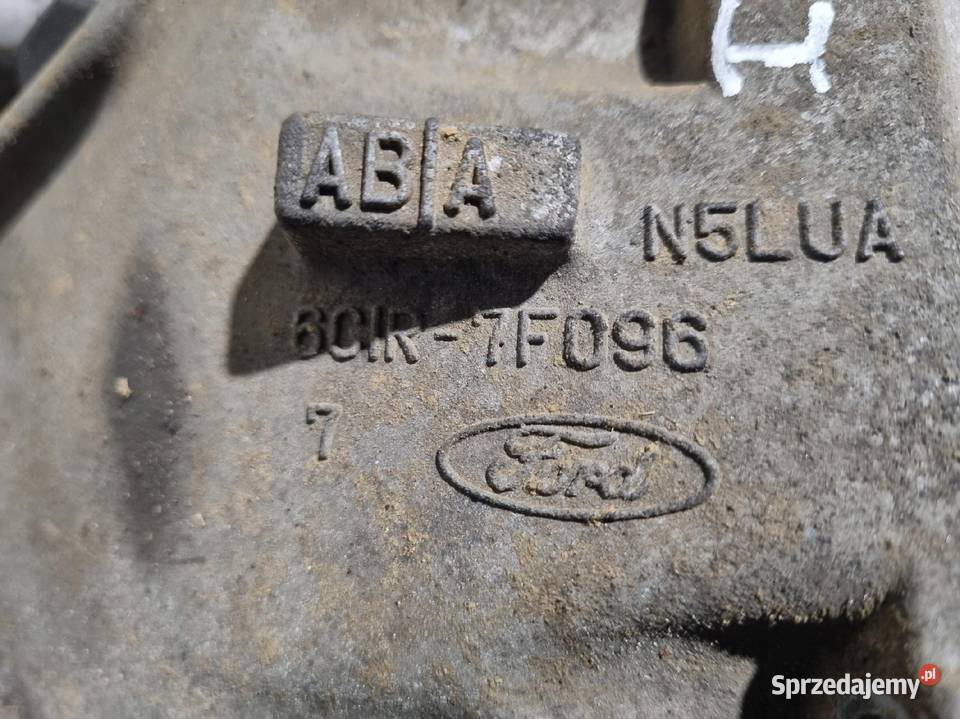 H
AB|A
N5LUA
6C1R-7F096
7
Ford
Sprzedajemy.pl